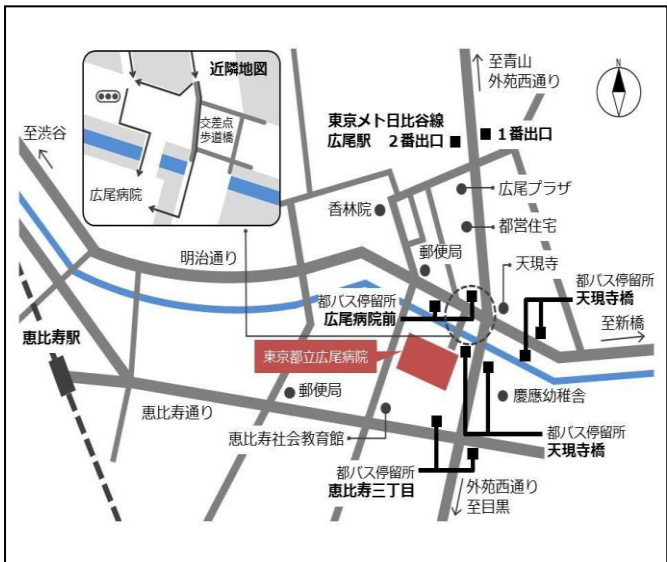 近隣地図
交差点
歩道橋
広尾病院
至青山
外苑西通り
N
東京メト日比谷線
広尾駅 2番出口
1番出口
至渋谷
広尾プラザ
香林院
都営住宅
明治通り
郵便局
天現寺
都バス停留所
天現寺橋
都バス停留所
広尾病院前
至新橋
恵比寿駅
東京都立広尾病院
郵便局
慶應幼稚舎
恵比寿通り
恵比寿社会教育館
都バス停留所
天現寺橋
都バス停留所
恵比寿三丁目
外苑西通り
至目黒